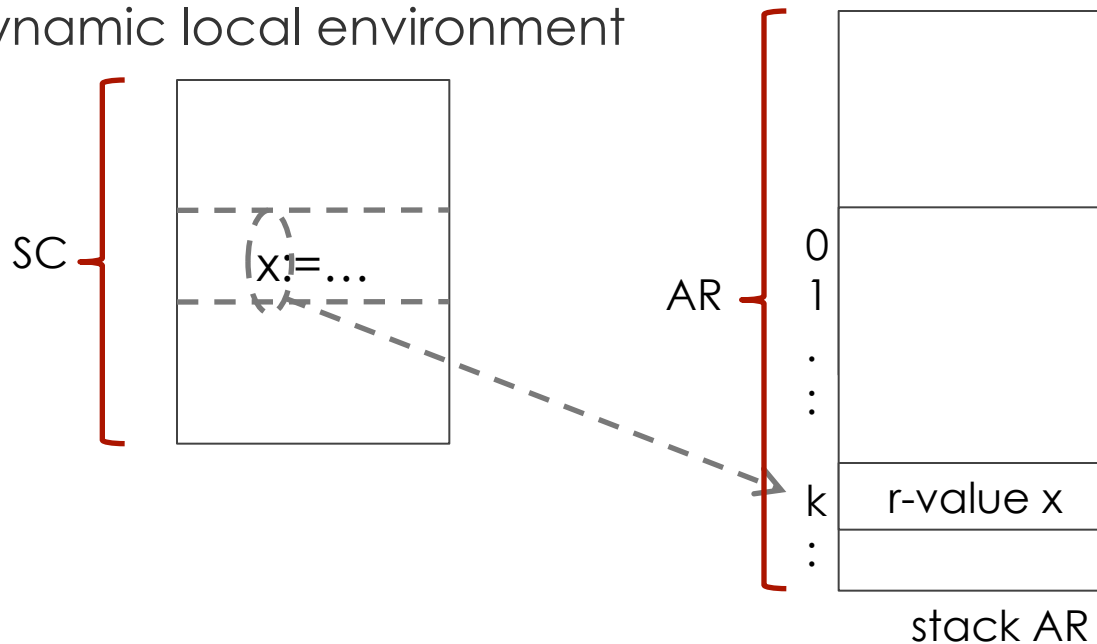 ynamic local environment
SC
x:=...
AR
0
1
.
:
k
r-value x
:
stack AR